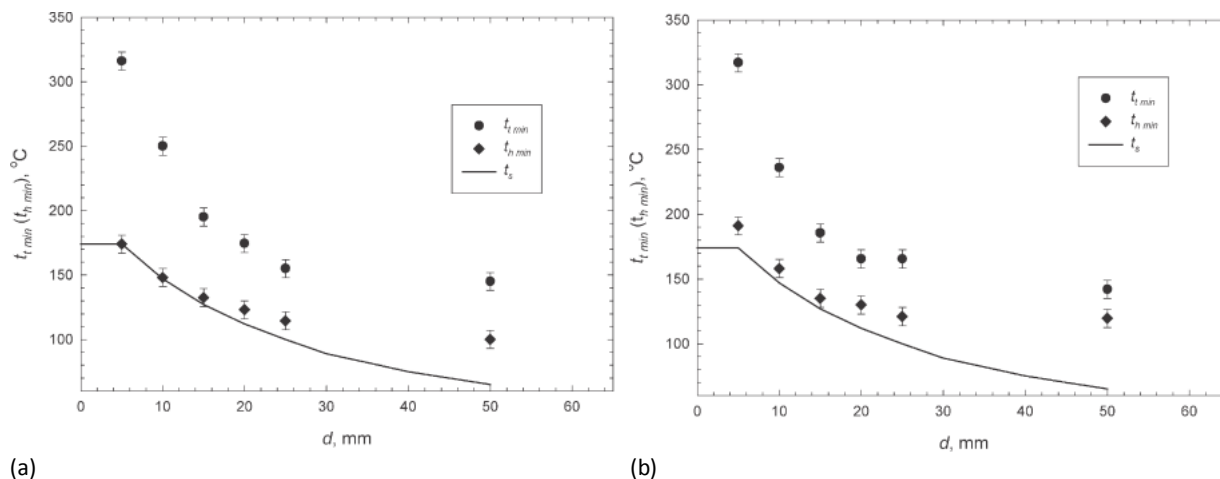 350
300
250
200
150
100
t_t min (t_h min), °C
t_t min
t_h min
t_s
0 10 20 30 40 50 60
d, mm
(a)
350
300
250
200
150
100
t_t min (t_h min), °C
t_t min
t_h min
t_s
0 10 20 30 40 50 60
d, mm
(b)